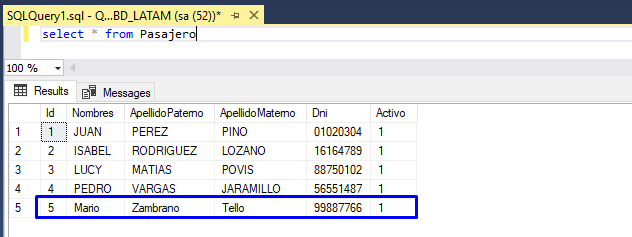 SQLQuery1.sql - Q...BD_LATAM (sa (52))*
select * from Pasajero
100 %
Results Messages
Id Nombres ApellidoPaterno ApellidoMaterno Dni Activo
1 1 JUAN PEREZ PINO 01020304 1
2 2 ISABEL RODRIGUEZ LOZANO 16164789 1
3 3 LUCY MATIAS POVIS 88750102 1
4 4 PEDRO VARGAS JARAMILLO 56551487 1
5 5 Mario Zambrano Tello 99887766 1